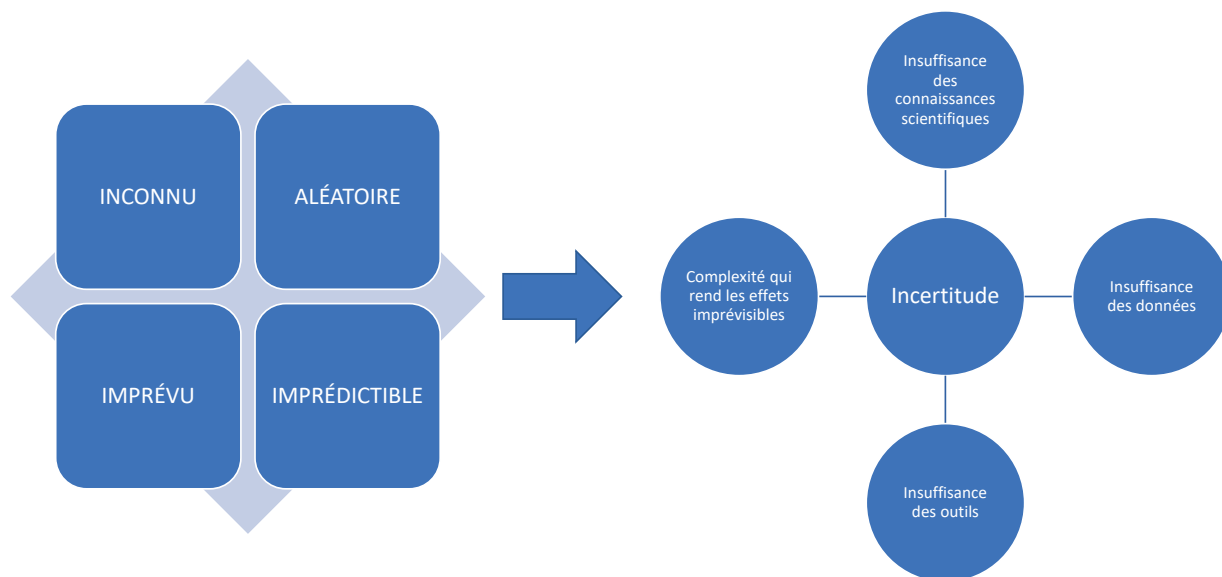 INCONNU
ALÉATOIRE
IMPRÉVU
IMPRÉDICTIBLE
Insuffisance
des
connaissances
scientifiques
Complexité qui
rend les effets
imprévisibles
Incertitude
Insuffisance
des données
Insuffisance
des outils